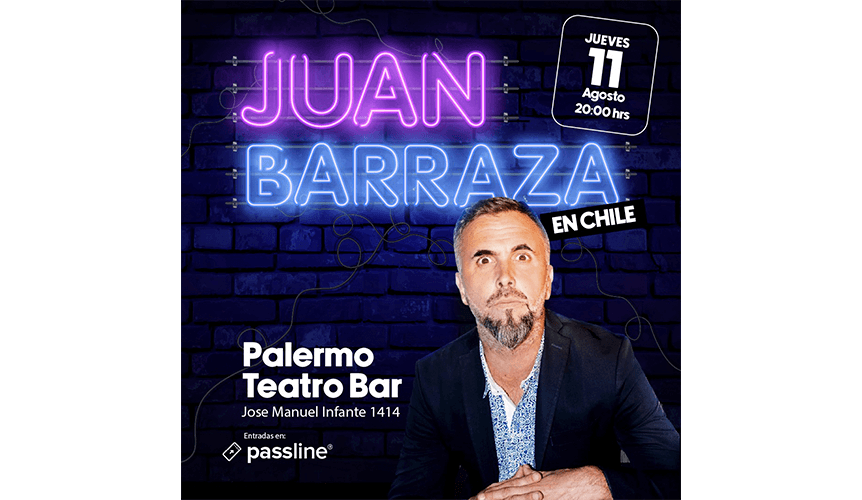 JUEVES
11
Agosto
20:00 hrs
JUAN
BARRAZA
EN CHILE
Palermo
Teatro Bar
Jose Manuel Infante 1414
Entradas en:
passline®